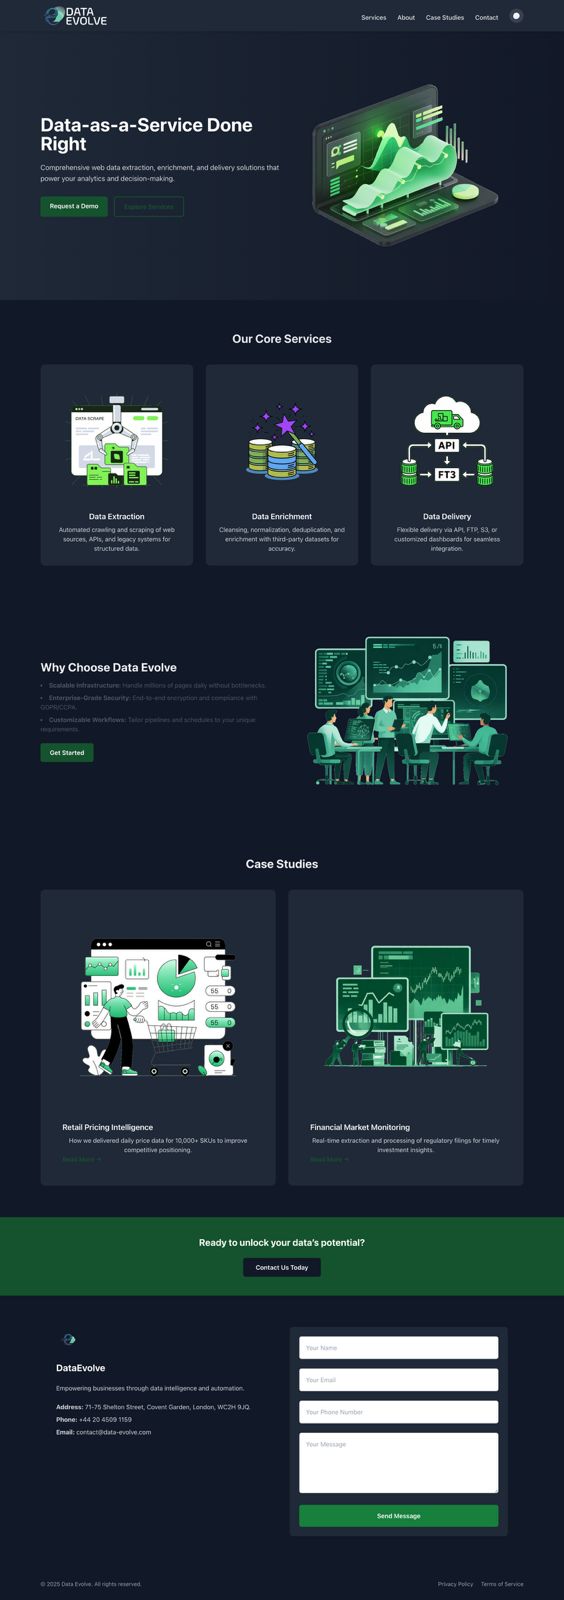 DATA
EVOLVE
Services
About
Case Studies
Contact
Data-as-a-Service Done
Right
Comprehensive web data extraction, enrichment, and delivery solutions that
power your analytics and decision-making.
Request a Demo
Explore Services
Our Core Services
DATA SCRAPE
API
FT3
Data Extraction
Automated crawling and scraping of web
sources, APIs, and legacy systems for
structured data.
Data Enrichment
Cleansing, normalization, deduplication, and
enrichment with third-party datasets for
accuracy.
Data Delivery
Flexible delivery via API, FTP, S3, or
customized dashboards for seamless
integration.
Why Choose Data Evolve
• Scalable Infrastructure: Handle millions of pages daily without bottlenecks.
• Enterprise-Grade Security: End-to-end encryption and compliance with
GDPR/CCPA.
• Customizable Workflows: Tailor pipelines and schedules to your unique
requirements.
Get Started
Case Studies
55 0
55 0
55 0
Retail Pricing Intelligence
How we delivered daily price data for 10,000+ SKUs to improve
competitive positioning.
Read More →
Financial Market Monitoring
Real-time extraction and processing of regulatory filings for timely
investment insights.
Read More →
Ready to unlock your data's potential?
Contact Us Today
DataEvolve
Empowering businesses through data intelligence and automation.
Address: 71-75 Shelton Street, Covent Garden, London, WC2H 9JQ.
Phone: +44 20 4509 1159
Email: contact@data-evolve.com
Your Name
Your Email
Your Phone Number
Your Message
Send Message
© 2025 Data Evolve. All rights reserved.
Privacy Policy
Terms of Service